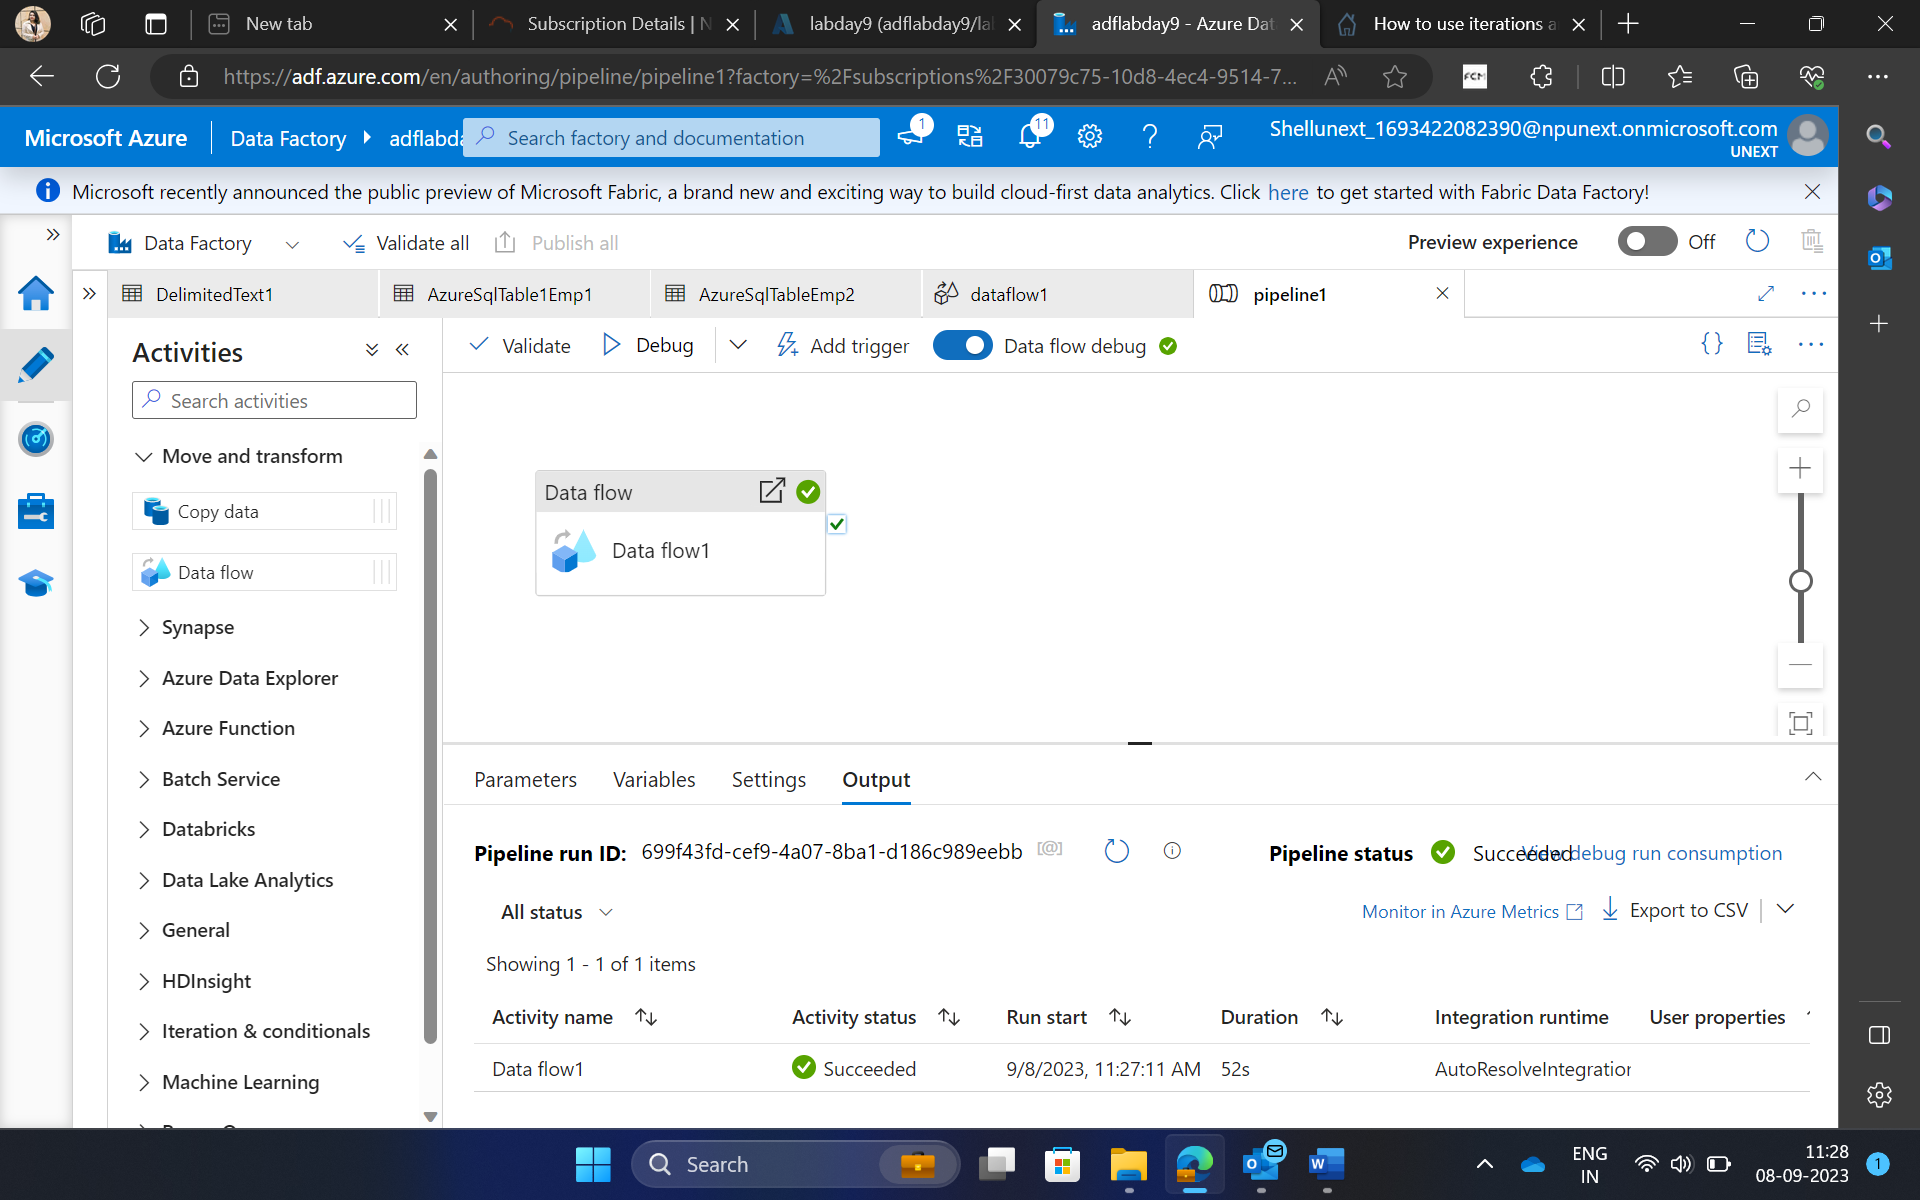 New tab
Subscription Details | N
labday9 (adflabday9/la
adflabday9 - Azure Dat
How to use iterations a
https://adf.azure.com/en/authoring/pipeline/pipeline1?factory=%2Fsubscriptions%2F30079c75-10d8-4ec4-9514-7...
FCM
Microsoft Azure
Data Factory
adflabda
Search factory and documentation
1
11
Shellunext_1693422082390@npunext.onmicrosoft.com
UNEXT
Microsoft recently announced the public preview of Microsoft Fabric, a brand new and exciting way to build cloud-first data analytics. Click here to get started with Fabric Data Factory!
Data Factory
Validate all
Publish all
Preview experience
Off
DelimitedText1
AzureSqlTable1Emp1
AzureSqlTableEmp2
dataflow1
pipeline1
Activities
Search activities
Validate
Debug
Add trigger
Data flow debug
Move and transform
Copy data
Data flow
Synapse
Azure Data Explorer
Azure Function
Batch Service
Databricks
Data Lake Analytics
General
HDInsight
Iteration & conditionals
Machine Learning
Data flow
Data flow1
Parameters
Variables
Settings
Output
Pipeline run ID: 699f43fd-cef9-4a07-8ba1-d186c989eebb
Pipeline status
Succeeded
View debug run consumption
All status
Monitor in Azure Metrics
Export to CSV
Showing 1 - 1 of 1 items
Activity name
Activity status
Run start
Duration
Integration runtime
User properties
Data flow1
Succeeded
9/8/2023, 11:27:11 AM
52s
AutoResolveIntegration
Search
ENG
IN
11:28
08-09-2023
1